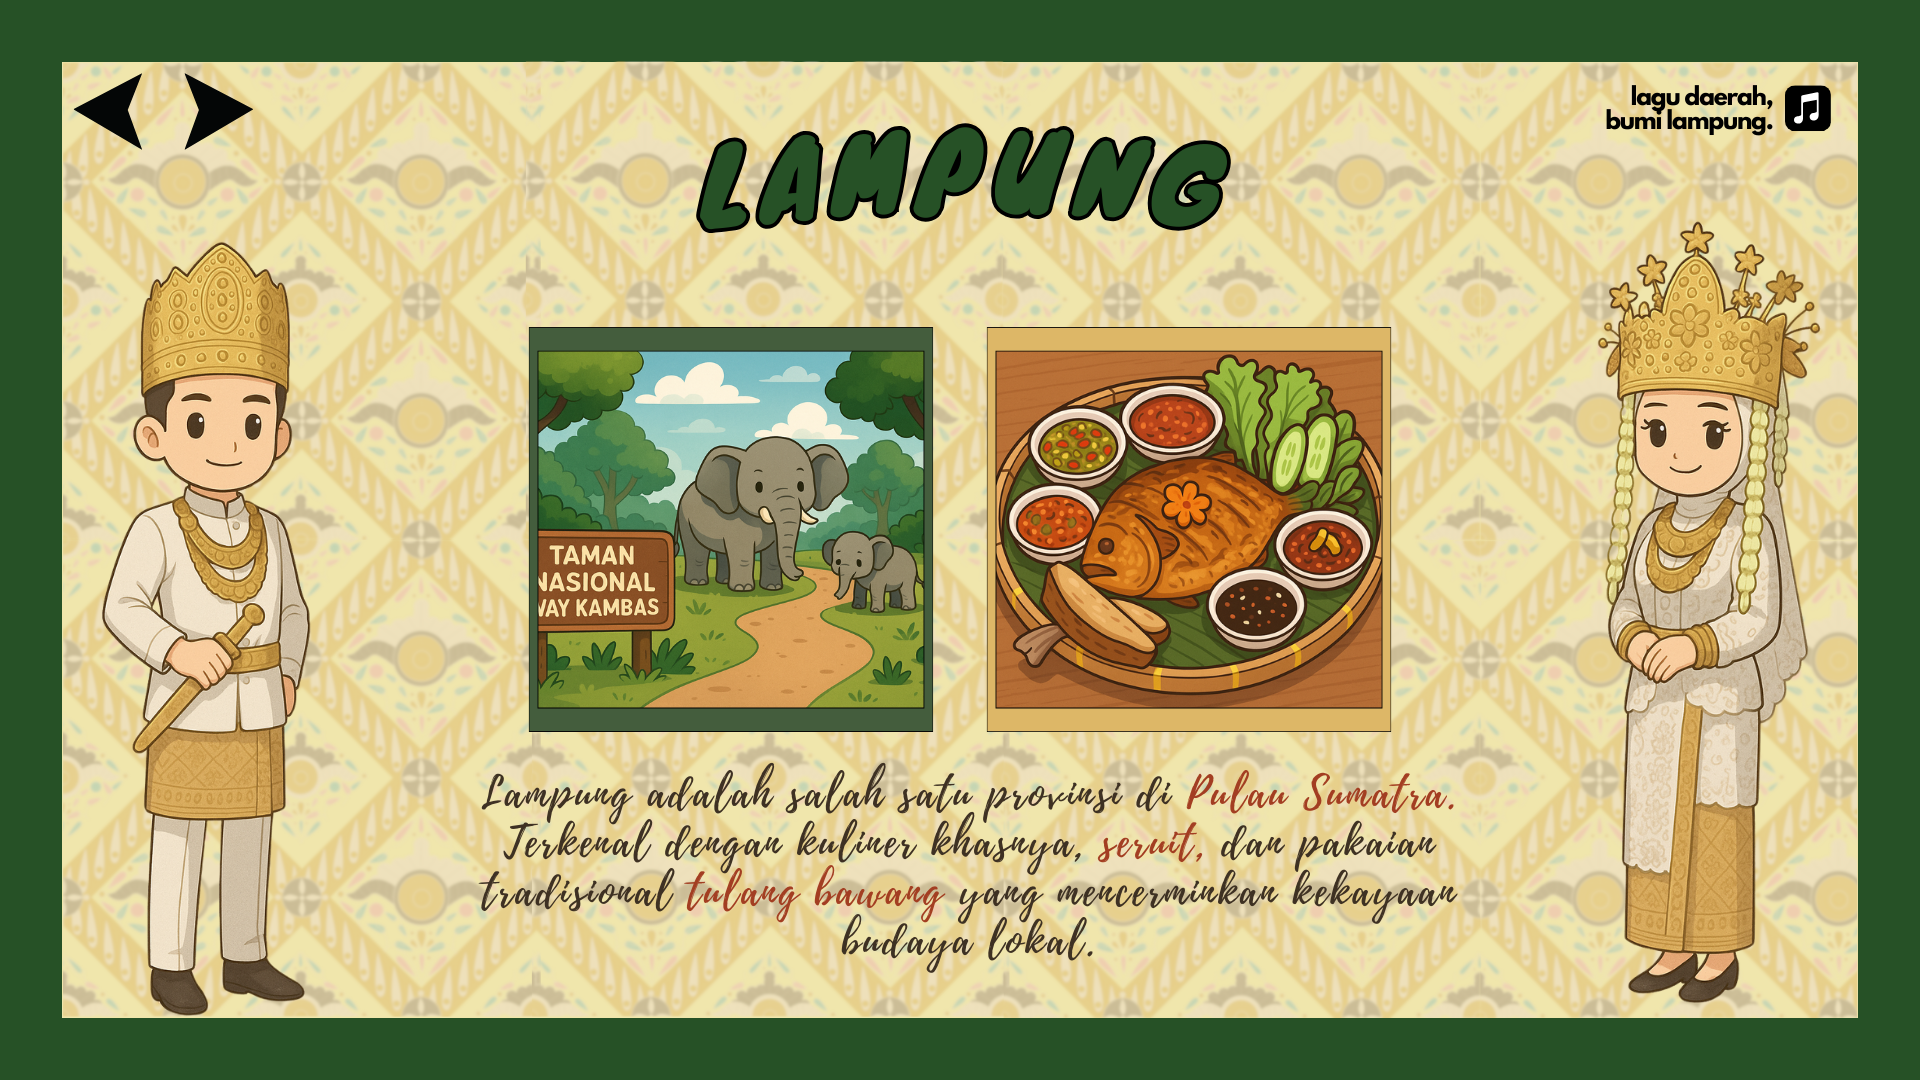 lagu daerah,
bumi lampung.
LAMPUNG
TAMAN
NASIONAL
WAY KAMBAS
Lampung adalah salah satu provinsi di Pulau Sumatra.
Terkenal dengan kuliner khasnya, seruit, dan pakaian
tradisional tulang bawang yang mencerminkan kekayaan
budaya lokal.